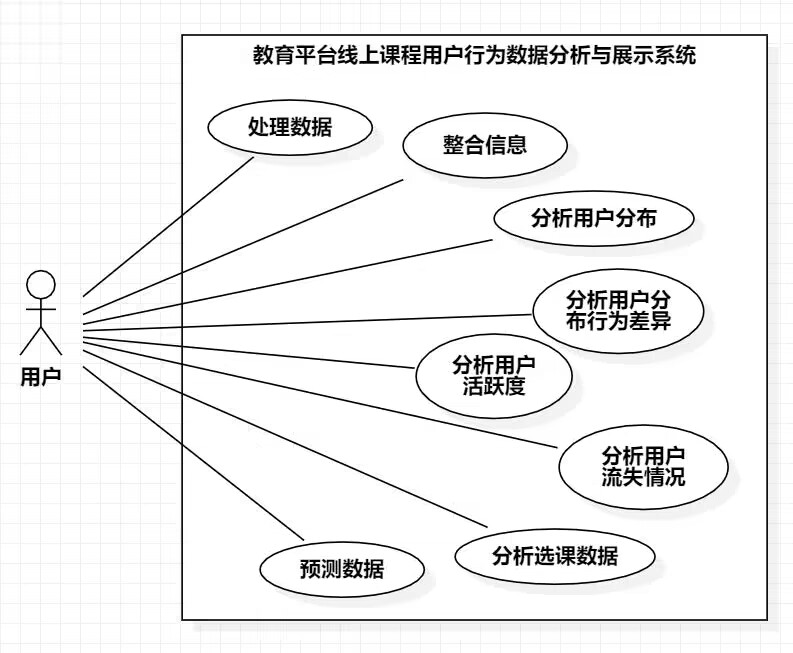 教育平台线上课程用户行为数据分析与展示系统
处理数据
整合信息
分析用户分布
分析用户分
布行为差异
分析用户
活跃度
用户
分析用户
流失情况
分析选课数据
预测数据